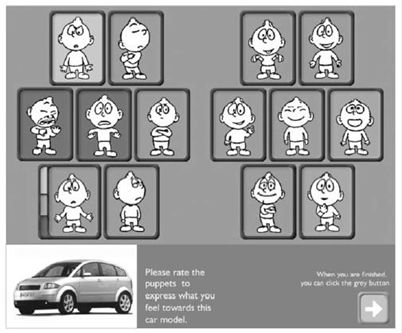 Please rate the
puppets to
express what you
feel towards this
car model.
When you are finished,
you can click the grey button